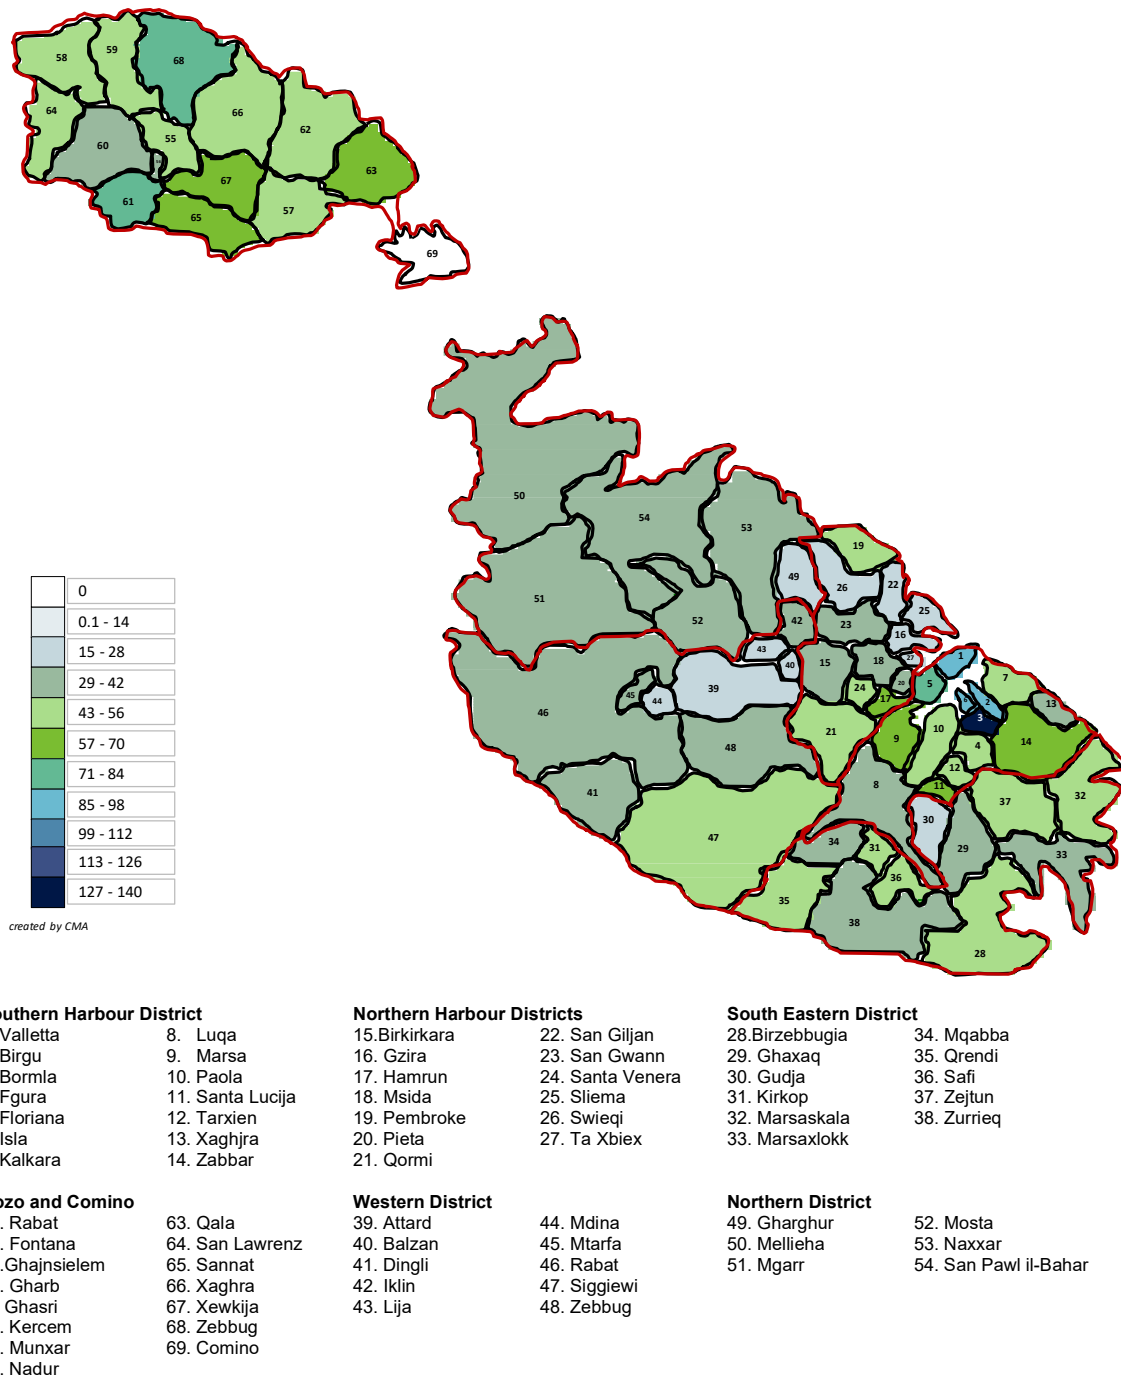 58
59
68
64
60
55
66
62
56
67
63
61
65
57
69
50
54
53
19
49
26
22
25
51
52
42
23
16
43
40
15
18
27
1
7
45
44
39
24
20
17
5
6
2
13
3
46
48
21
9
10
4
14
12
41
8
11
37
32
30
47
34
31
29
33
36
35
38
28
0
0.1 - 14
15 - 28
29 - 42
43 - 56
57 - 70
71 - 84
85 - 98
99 - 112
113 - 126
127 - 140
created by CMA
outhern Harbour District
Valletta 8. Luqa
Birgu 9. Marsa
Bormla 10. Paola
Fgura 11. Santa Lucija
Floriana 12. Tarxien
Isla 13. Xaghjra
Kalkara 14. Zabbar
Northern Harbour Districts
15.Birkirkara 22. San Giljan
16. Gzira 23. San Gwann
17. Hamrun 24. Santa Venera
18. Msida 25. Sliema
19. Pembroke 26. Swieqi
20. Pieta 27. Ta Xbiex
21. Qormi
South Eastern District
28.Birzebbugia 34. Mqabba
29. Ghaxaq 35. Qrendi
30. Gudja 36. Safi
31. Kirkop 37. Zejtun
32. Marsaskala 38. Zurrieq
33. Marsaxlokk
ozo and Comino
. Rabat 63. Qala
. Fontana 64. San Lawrenz
.Ghajnsielem 65. Sannat
. Gharb 66. Xaghra
Ghasri 67. Xewkija
. Kercem 68. Zebbug
. Munxar 69. Comino
. Nadur
Western District
39. Attard 44. Mdina
40. Balzan 45. Mtarfa
41. Dingli 46. Rabat
42. Iklin 47. Siggiewi
43. Lija 48. Zebbug
Northern District
49. Gharghur 52. Mosta
50. Mellieha 53. Naxxar
51. Mgarr 54. San Pawl il-Bahar